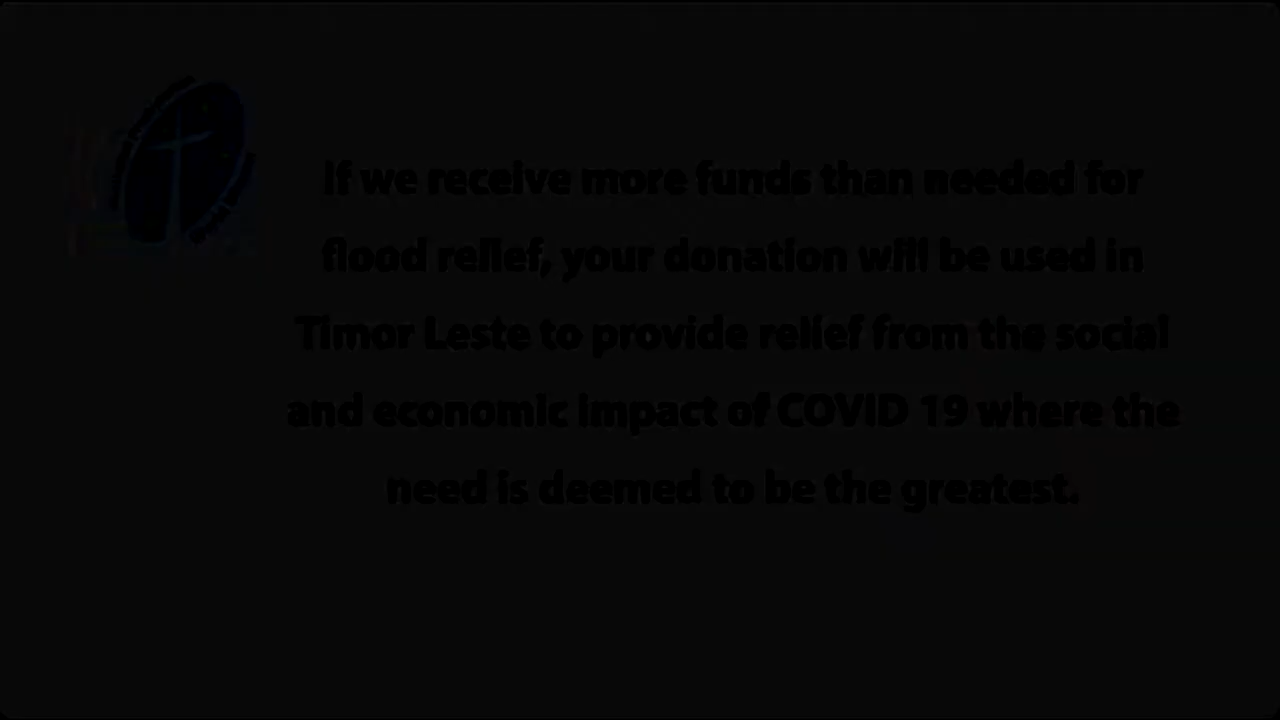 If we receive more funds than needed for
flood relief, your donation will be used in
Timor Leste to provide relief from the social
and economic impact of COVID 19 where the
need is deemed to be the greatest.